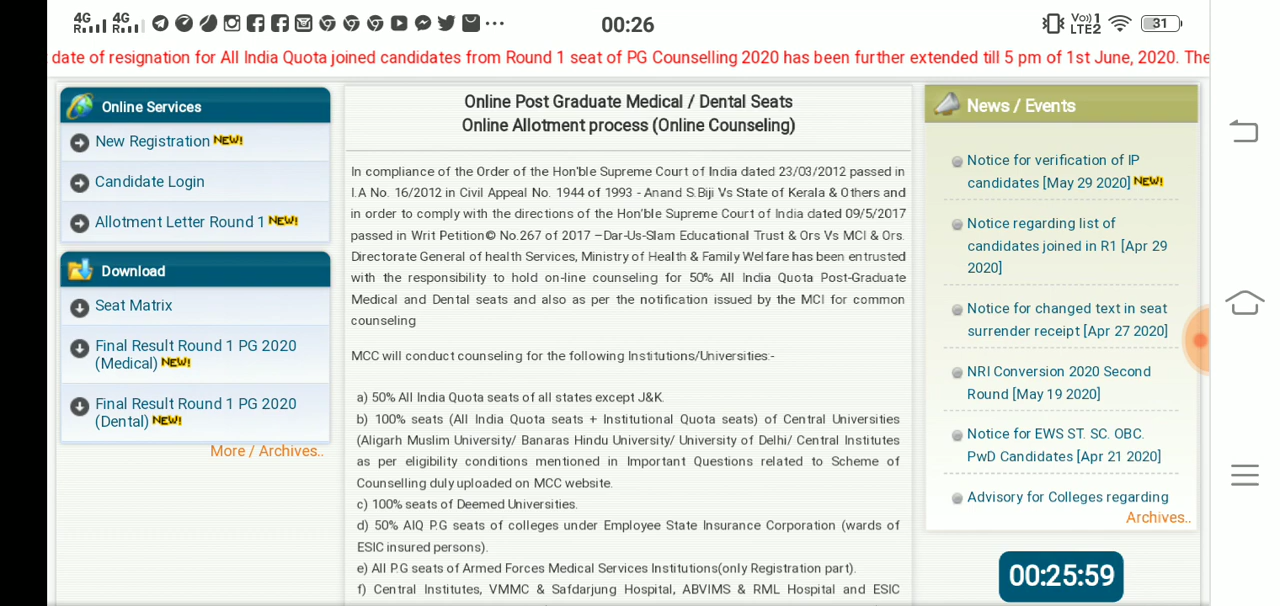 4G R 4G R 00:26 Vo)) 1 LTE2 31
date of resignation for All India Quota joined candidates from Round 1 seat of PG Counselling 2020 has been further extended till 5 pm of 1st June, 2020. The
Online Services
New Registration NEW!
Candidate Login
Allotment Letter Round 1 NEW!
Download
Seat Matrix
Final Result Round 1 PG 2020
(Medical) NEW!
Final Result Round 1 PG 2020
(Dental) NEW!
More / Archives..
Online Post Graduate Medical / Dental Seats
Online Allotment process (Online Counseling)
In compliance of the Order of the Hon'ble Supreme Court of India dated 23/03/2012 passed in
I.A No. 16/2012 in Civil Appeal No. 1944 of 1993 - Anand S.Biji Vs State of Kerala & Others and
in order to comply with the directions of the Hon'ble Supreme Court of India dated 09/5/2017
passed in Writ Petition© No.267 of 2017 –Dar-Us-Slam Educational Trust & Ors Vs MCI & Ors.
Directorate General of health Services, Ministry of Health & Family Welfare has been entrusted
with the responsibility to hold on-line counseling for 50% All India Quota Post-Graduate
Medical and Dental seats and also as per the notification issued by the MCI for common
counseling
MCC will conduct counseling for the following Institutions/Universities:-
a) 50% All India Quota seats of all states except J&K.
b) 100% seats (All India Quota seats + Institutional Quota seats) of Central Universities
(Aligarh Muslim University/ Banaras Hindu University/ University of Delhi/ Central Institutes
as per eligibility conditions mentioned in Important Questions related to Scheme of
Counselling duly uploaded on MCC website.
c) 100% seats of Deemed Universities.
d) 50% AIQ P.G seats of colleges under Employee State Insurance Corporation (wards of
ESIC insured persons).
e) All P.G seats of Armed Forces Medical Services Institutions(only Registration part).
f) Central Institutes, VMMC & Safdarjung Hospital, ABVIMS & RML Hospital and ESIC
News / Events
Notice for verification of IP
candidates [May 29 2020] NEW!
Notice regarding list of
candidates joined in R1 [Apr 29
2020]
Notice for changed text in seat
surrender receipt [Apr 27 2020]
NRI Conversion 2020 Second
Round [May 19 2020]
Notice for EWS ST. SC. OBC.
PwD Candidates [Apr 21 2020]
Advisory for Colleges regarding
Archives..
00:25:59